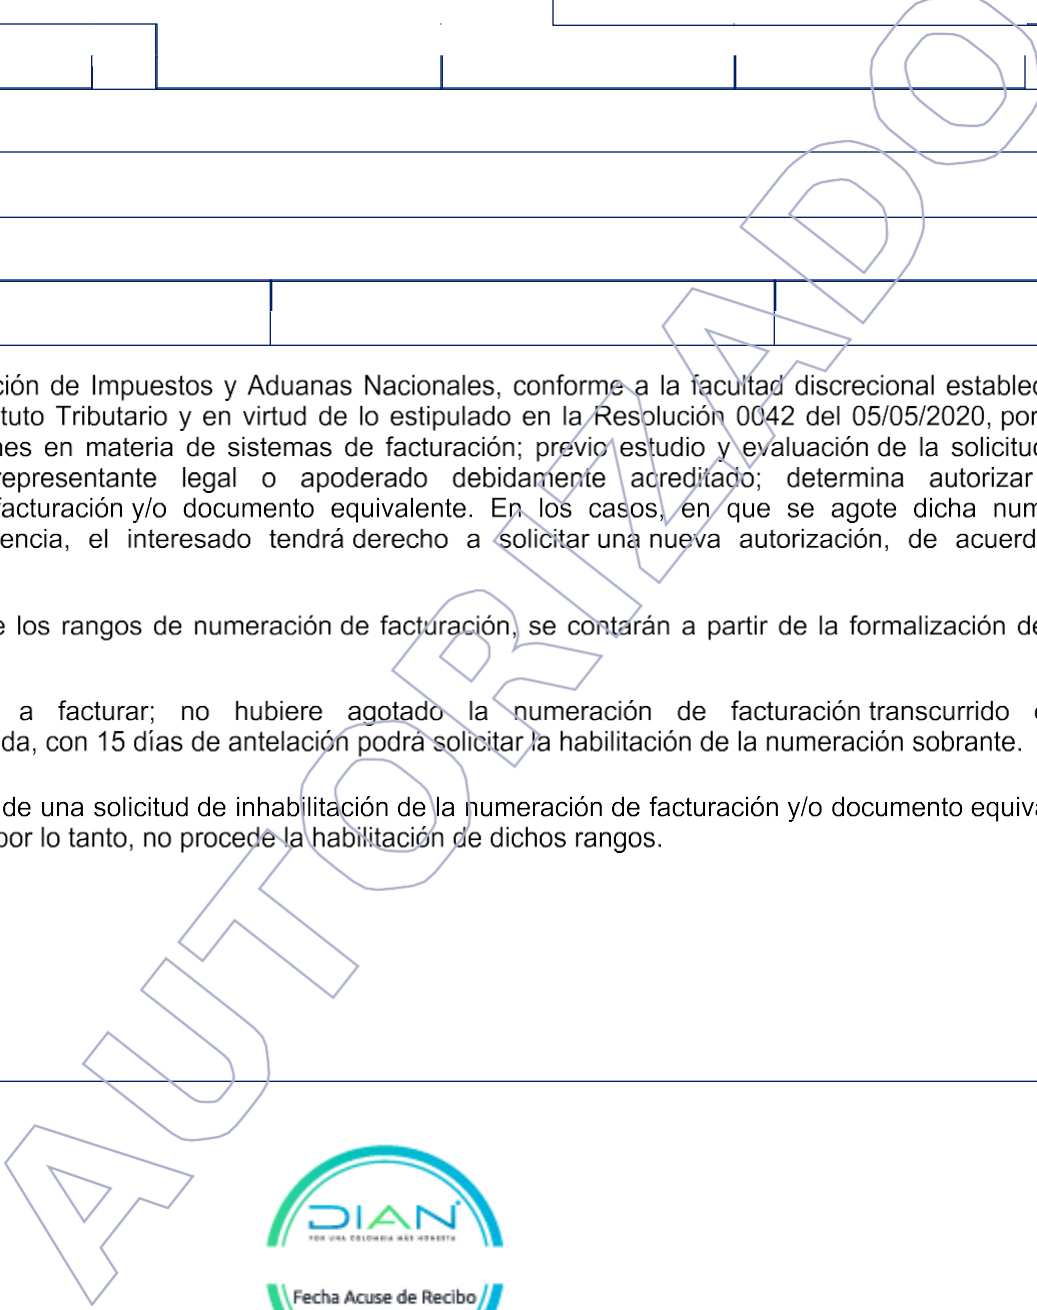 ción de Impuestos y Aduanas Nacionales, conforme a la facultad discrecional establec
tuto Tributario y en virtud de lo estipulado en la Resolución 0042 del 05/05/2020, por
nes en materia de sistemas de facturación; previo estudio y evaluación de la solicitud
representante legal o apoderado debidamente acreditado; determina autorizar
facturación y/o documento equivalente. En los casos, en que se agote dicha num
encia, el interesado tendrá derecho a solicitar una nueva autorización, de acuerd
e los rangos de numeración de facturación, se contarán a partir de la formalización de
a facturar; no hubiere agotado la numeración de facturación transcurrido
da, con 15 días de antelación podrá solicitar la habilitación de la numeración sobrante.
de una solicitud de inhabilitación de la numeración de facturación y/o documento equiva
por lo tanto, no procede la habilitación de dichos rangos.
AUTORIZADO
DIAN
POR UNA COLOMBIA MÁS HONESTA
Fecha Acuse de Recibo